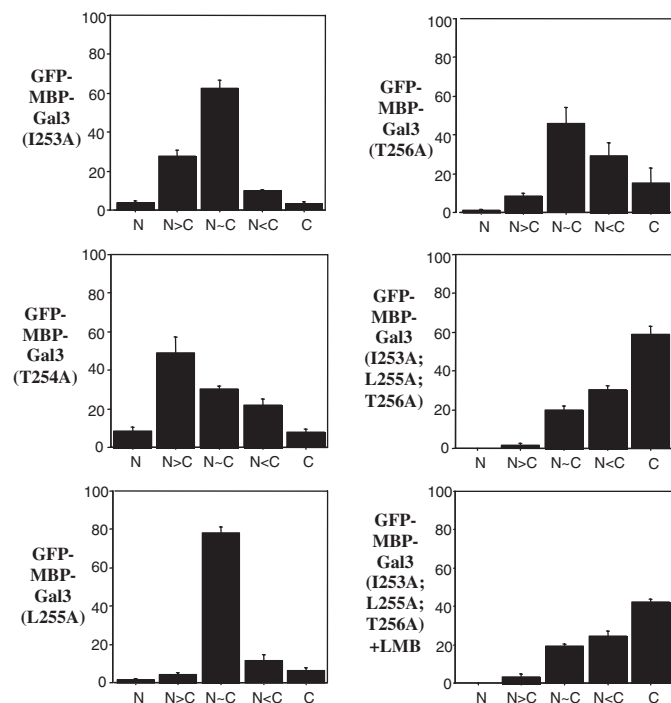 GFP-
MBP-
Gal3
(I253A)
100
80
60
40
20
0
N N>C N~C N<C C
GFP-
MBP-
Gal3
(T256A)
100
80
60
40
20
0
N N>C N~C N<C C
GFP-
MBP-
Gal3
(T254A)
100
80
60
40
20
0
N N>C N~C N<C C
GFP-
MBP-
Gal3
(I253A;
L255A;
T256A)
100
80
60
40
20
0
N N>C N~C N<C C
GFP-
MBP-
Gal3
(L255A)
100
80
60
40
20
0
N N>C N~C N<C C
GFP-
MBP-
Gal3
(I253A;
L255A;
T256A)
+LMB
100
80
60
40
20
0
N N>C N~C N<C C